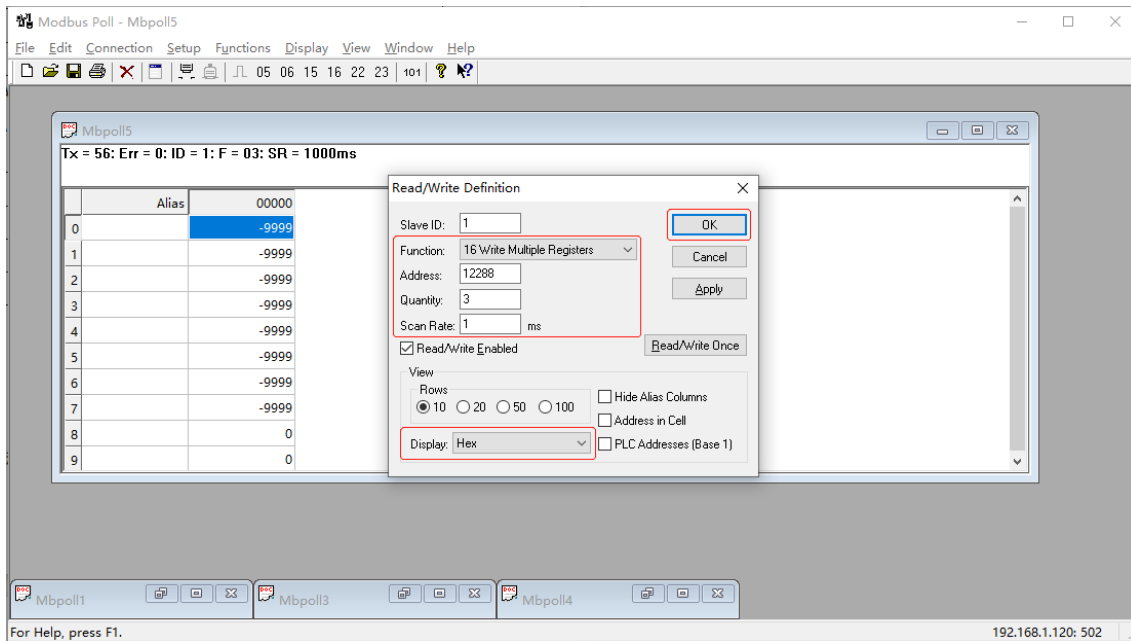 Modbus Poll - Mbpoll5
File Edit Connection Setup Functions Display View Window Help
05 06 15 16 22 23 101
Mbpoll5
Tx = 56: Err = 0: ID = 1: F = 03: SR = 1000ms
Alias 00000
0 -9999
1 -9999
2 -9999
3 -9999
4 -9999
5 -9999
6 -9999
7 -9999
8 0
9 0
Read/Write Definition
Slave ID: 1 OK
Function: 16 Write Multiple Registers Cancel
Address: 12288
Apply
Quantity: 3
Scan Rate: 1 ms
Read/Write Enabled Read/Write Once
View
Rows
10 20 50 100
Hide Alias Columns
Address in Cell
Display: Hex PLC Addresses (Base 1)
Mbpoll1 Mbpoll3 Mbpoll4
For Help, press F1. 192.168.1.120: 502